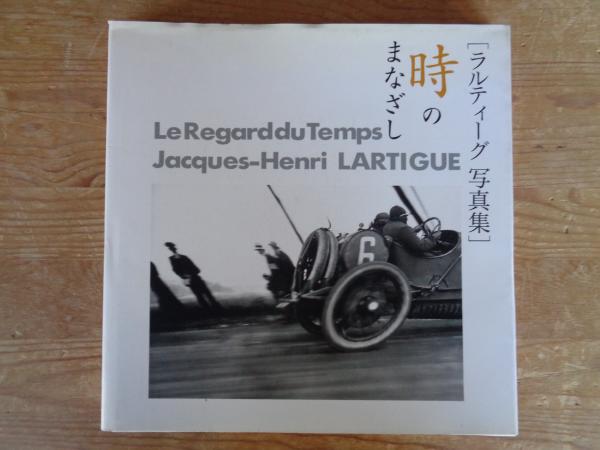 [ラルティーグ 写真集]
時の
まなざし
Le Regard du Temps
Jacques-Henri LARTIGUE
6